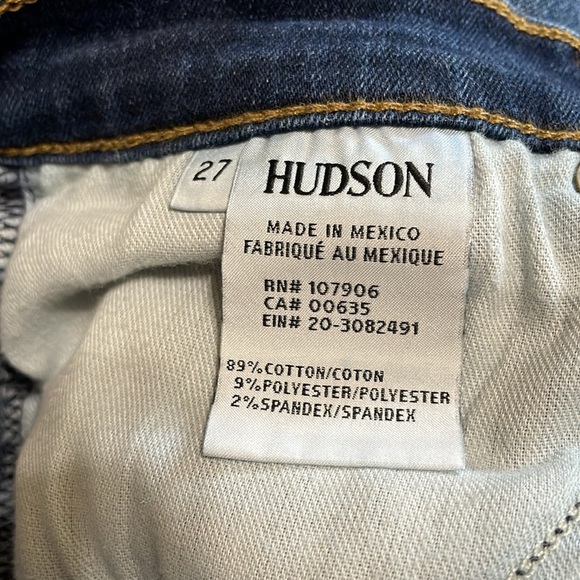 27
HUDSON
MADE IN MEXICO
FABRIQUÉ AU MEXIQUE
RN# 107906
CA# 00635
EIN# 20-3082491
89%COTTON/COTON
9%POLYESTER/POLYESTER
2%SPANDEX/SPANDEX